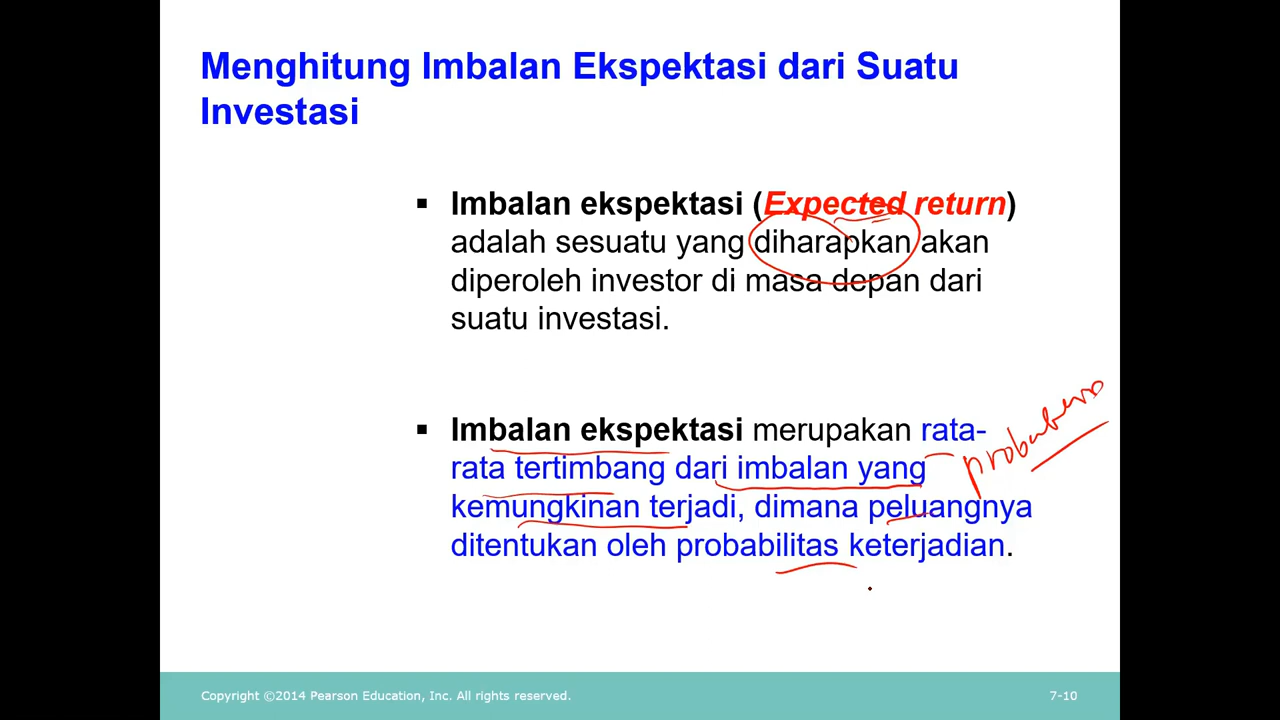 Menghitung Imbalan Ekspektasi dari Suatu
Investasi
▪ Imbalan ekspektasi (Expected return)
adalah sesuatu yang diharapkan akan
diperoleh investor di masa depan dari
suatu investasi.
▪ Imbalan ekspektasi merupakan rata-
rata tertimbang dari imbalan yang
kemungkinan terjadi, dimana peluangnya
ditentukan oleh probabilitas keterjadian.
Copyright ©2014 Pearson Education, Inc. All rights reserved.
7-10